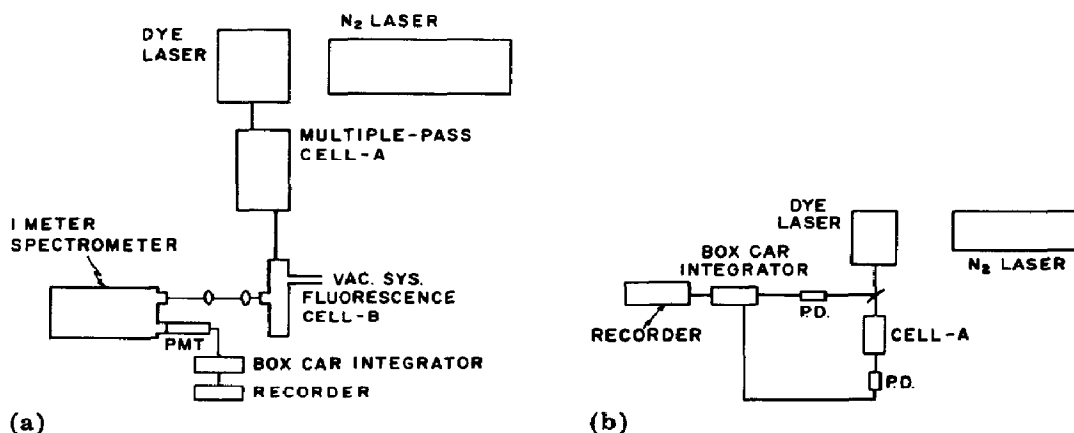 DYE
LASER
N₂ LASER
MULTIPLE-PASS
CELL-A
1 METER
SPECTROMETER
VAC. SYS.
FLUORESCENCE
CELL-B
PMT
BOX CAR INTEGRATOR
RECORDER
(a)
DYE
LASER
N₂ LASER
BOX CAR
INTEGRATOR
P.D.
RECORDER
CELL-A
P.D.
(b)